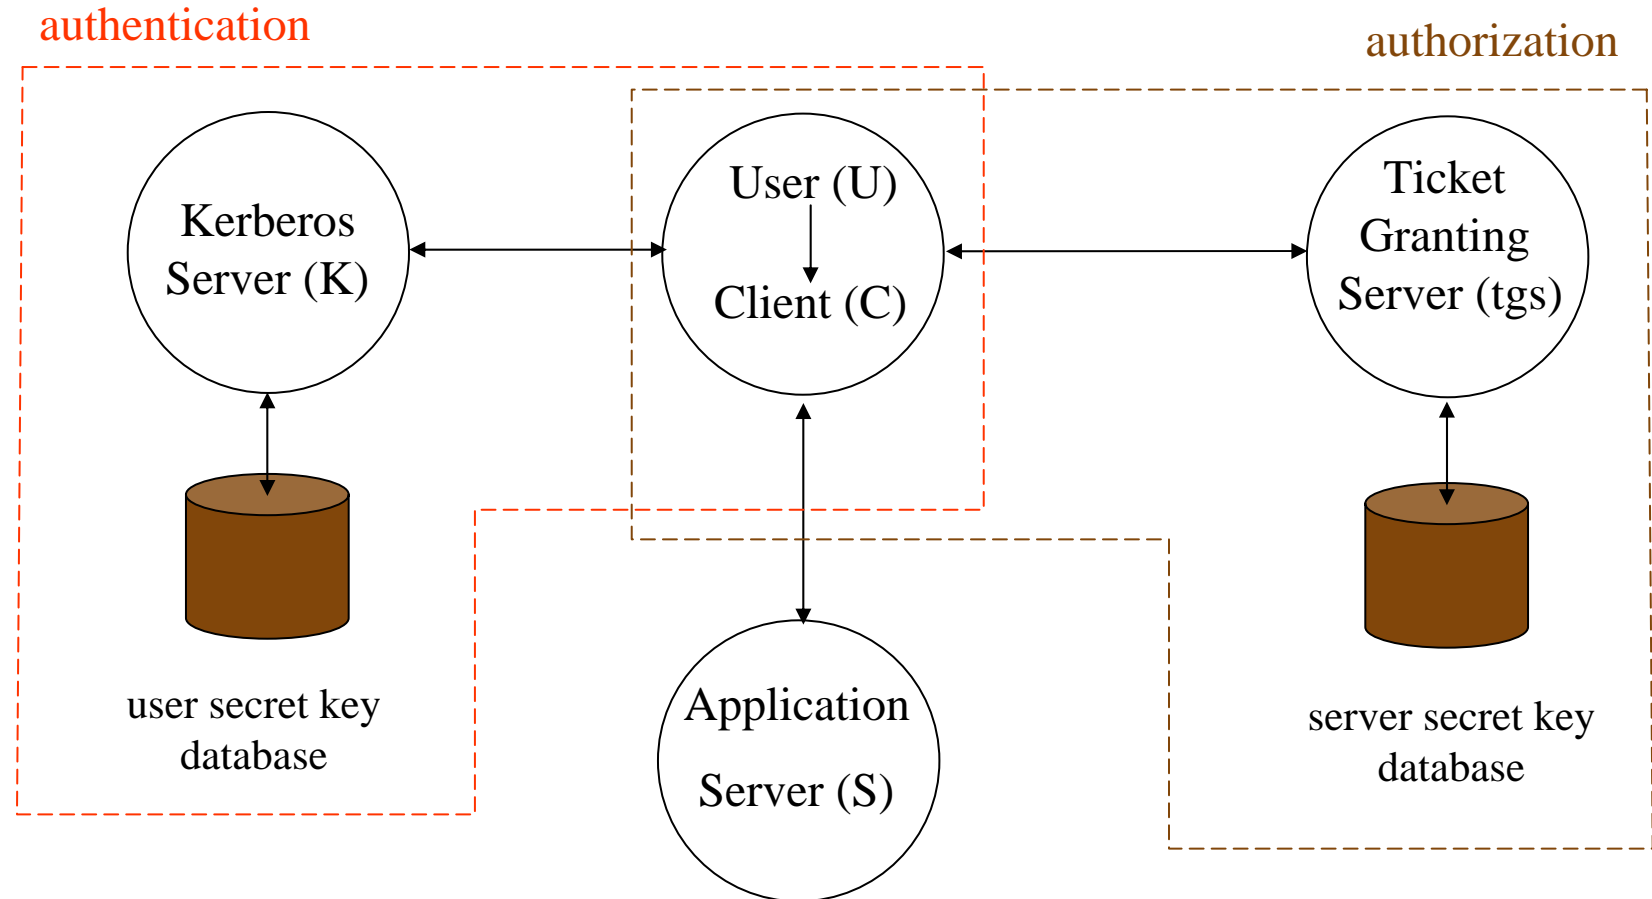 authentication
authorization
Kerberos
Server (K)
User (U)
Client (C)
Ticket
Granting
Server (tgs)
user secret key
database
Application
Server (S)
server secret key
database